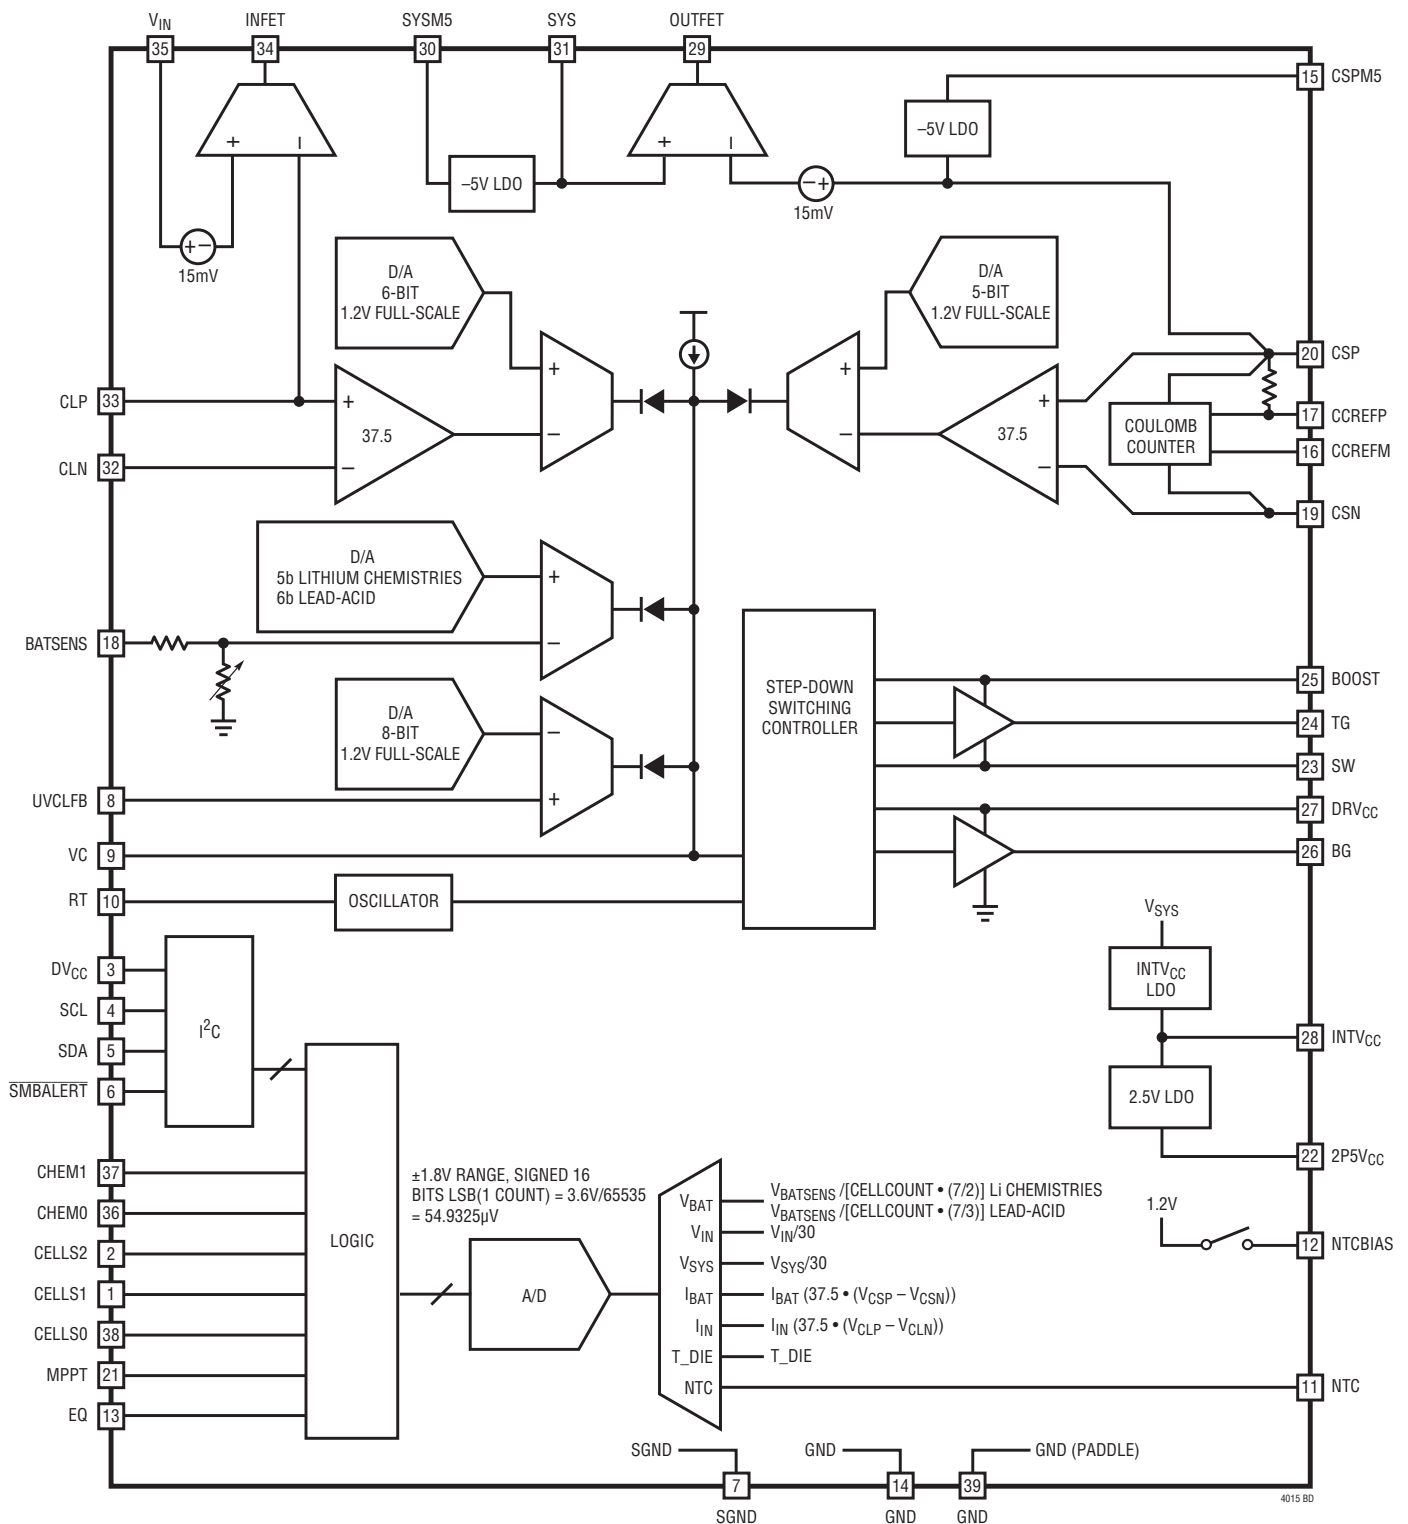 VIN INFET SYSM5 SYS OUTFET
35 34 30 31 29
15 CSPM5
–5V LDO
+ – + –
–5V LDO
–+
15mV
+–
15mV
D/A
6-BIT
1.2V FULL-SCALE
D/A
5-BIT
1.2V FULL-SCALE
20 CSP
CLP 33
+
37.5
–
+
–
+
–
+
37.5
–
COULOMB
COUNTER
17 CCREFP
16 CCREFM
CLN 32
19 CSN
D/A
5b LITHIUM CHEMISTRIES
6b LEAD-ACID
+
–
BATSENS 18
D/A
8-BIT
1.2V FULL-SCALE
–
+
UVCLFB 8
VC 9
RT 10
OSCILLATOR
STEP-DOWN
SWITCHING
CONTROLLER
25 BOOST
24 TG
23 SW
27 DRVCC
26 BG
VSYS
INTVCC
LDO
28 INTVCC
2.5V LDO
22 2P5VCC
1.2V
12 NTCBIAS
DVCC 3
SCL 4
SDA 5
SMBALERT 6
I2C
CHEM1 37
CHEM0 36
CELLS2 2
CELLS1 1
CELLS0 38
MPPT 21
EQ 13
LOGIC
±1.8V RANGE, SIGNED 16
BITS LSB(1 COUNT) = 3.6V/65535
= 54.9325µV
A/D
VBAT
VBATSENS /[CELLCOUNT • (7/2)] Li CHEMISTRIES
VBATSENS /[CELLCOUNT • (7/3)] LEAD-ACID
VIN VIN/30
VSYS VSYS/30
IBAT IBAT (37.5 • (VCSP – VCSN))
IIN IIN (37.5 • (VCLP – VCLN))
T_DIE T_DIE
NTC
11 NTC
SGND GND GND (PADDLE)
7 14 39
SGND GND GND
4015 BD